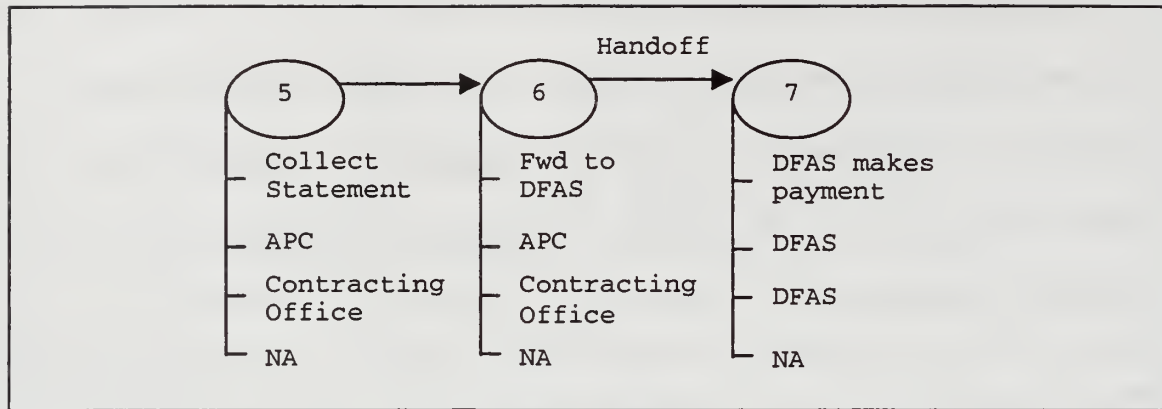 Handoff
5
6
7
Collect
Statement
APC
Contracting
Office
NA
Fwd to
DFAS
APC
Contracting
Office
NA
DFAS makes
payment
DFAS
DFAS
NA